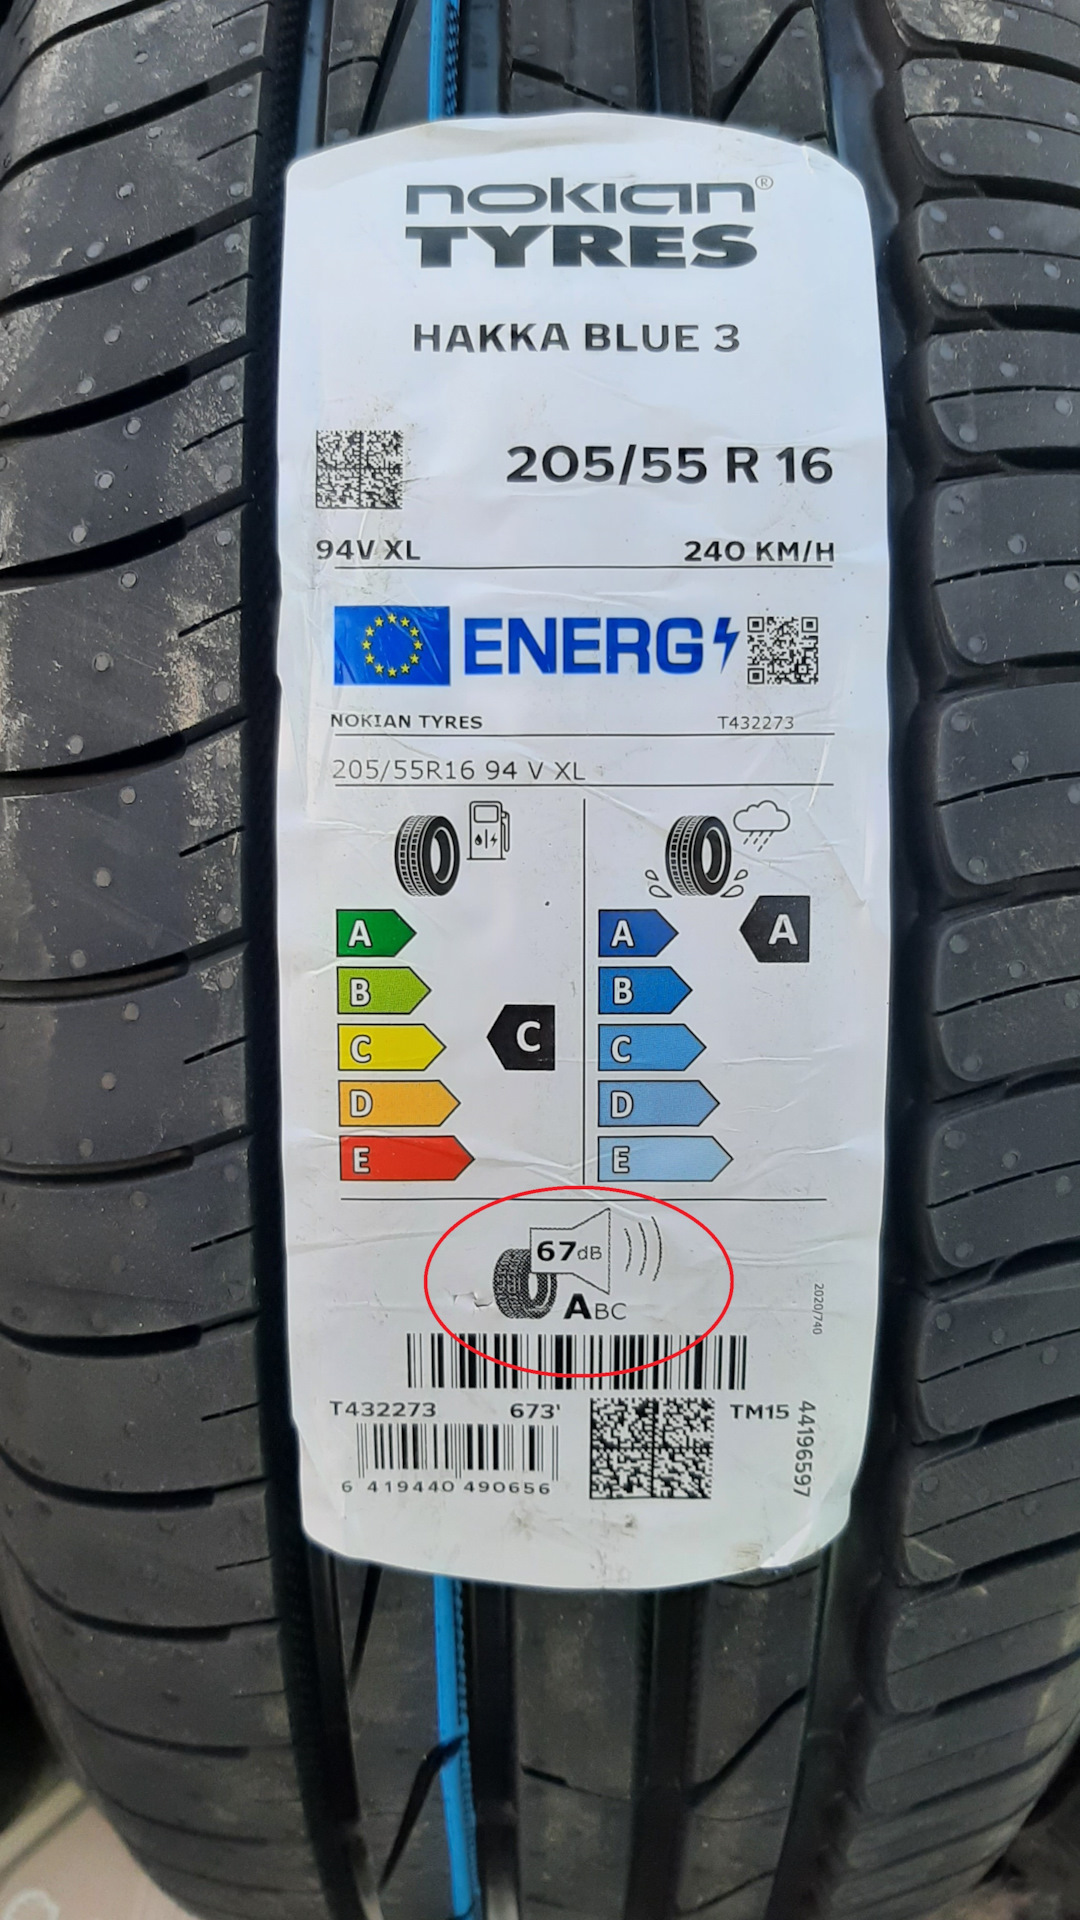 nokian®
TYRES
HAKKA BLUE 3
205/55 R 16
94V XL 240 KM/H
ENERG
NOKIAN TYRES T432273
205/55R16 94 V XL
A A A
B B
C C C
D D
E E
67dB
ABC
2020/740
T432273 673' TM15
44196597
6 419440 490656